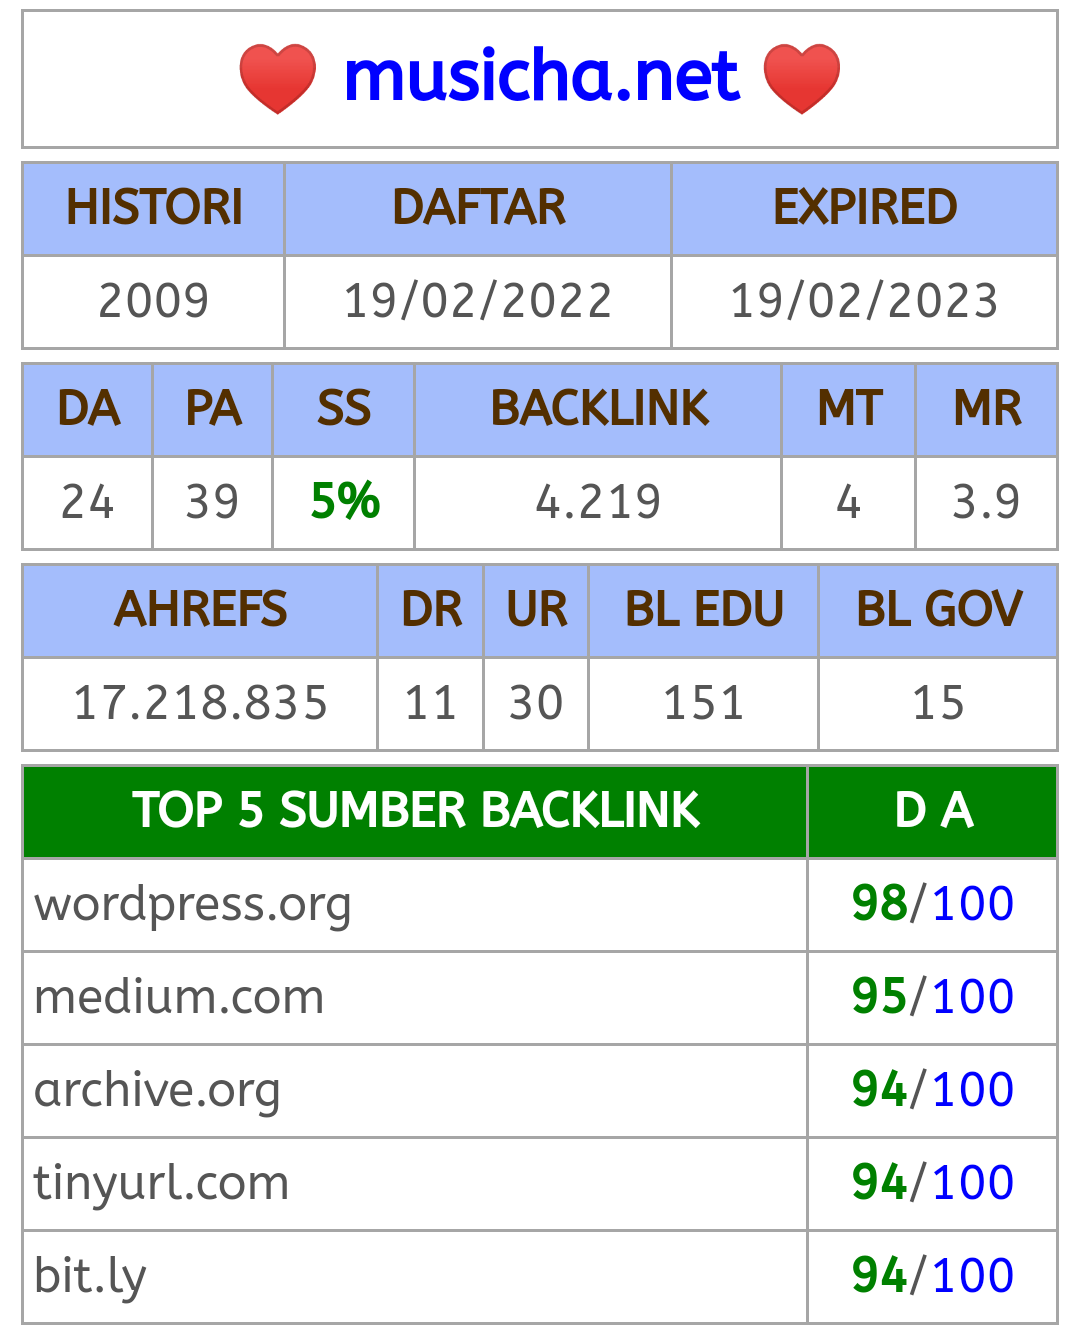 musicha.net
HISTORI DAFTAR EXPIRED
2009 19/02/2022 19/02/2023
DA PA SS BACKLINK MT MR
24 39 5% 4.219 4 3.9
AHREFS DR UR BL EDU BL GOV
17.218.835 11 30 151 15
TOP 5 SUMBER BACKLINK D A
wordpress.org 98/100
medium.com 95/100
archive.org 94/100
tinyurl.com 94/100
bit.ly 94/100